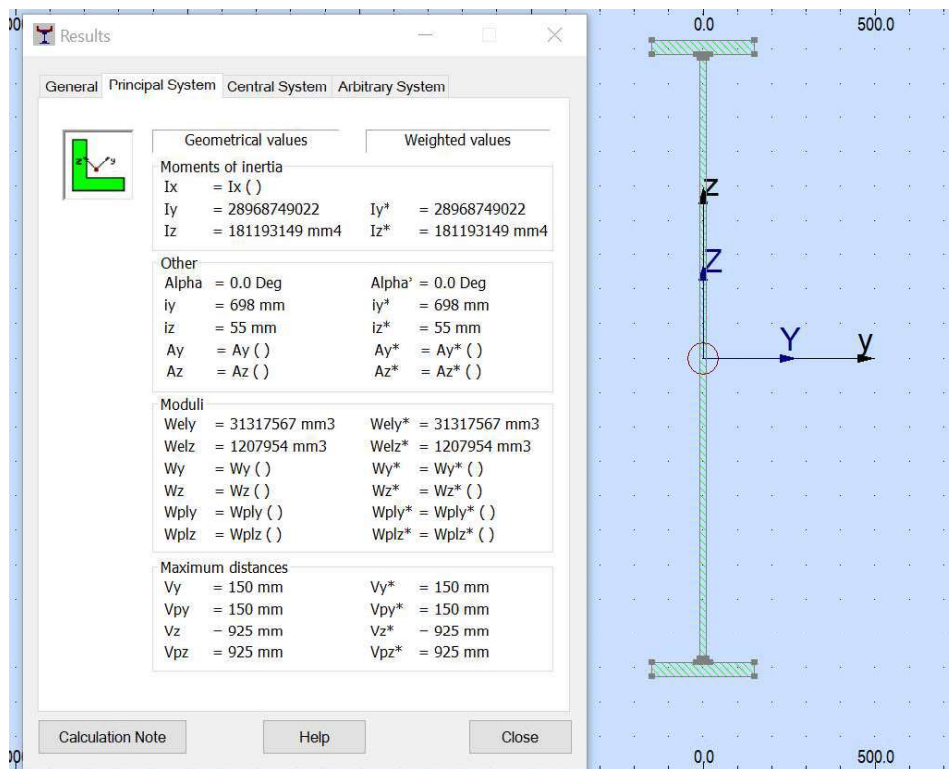 Results
General Principal System Central System Arbitrary System
Geometrical values Weighted values
Moments of inertia
Ix = Ix ( )
Iy = 28968749022 Iy* = 28968749022
Iz = 181193149 mm4 Iz* = 181193149 mm4
Other
Alpha = 0.0 Deg Alpha' = 0.0 Deg
iy = 698 mm iy* = 698 mm
iz = 55 mm iz* = 55 mm
Ay = Ay ( ) Ay* = Ay* ( )
Az = Az ( ) Az* = Az* ( )
Moduli
Wely = 31317567 mm3 Wely* = 31317567 mm3
Welz = 1207954 mm3 Welz* = 1207954 mm3
Wy = Wy ( ) Wy* = Wy* ( )
Wz = Wz ( ) Wz* = Wz* ( )
Wply = Wply ( ) Wply* = Wply* ( )
Wplz = Wplz ( ) Wplz* = Wplz* ( )
Maximum distances
Vy = 150 mm Vy* = 150 mm
Vpy = 150 mm Vpy* = 150 mm
Vz − 925 mm Vz* − 925 mm
Vpz = 925 mm Vpz* = 925 mm
Calculation Note Help Close
0.0 500.0
z
Z
Y y
0.0 500.0